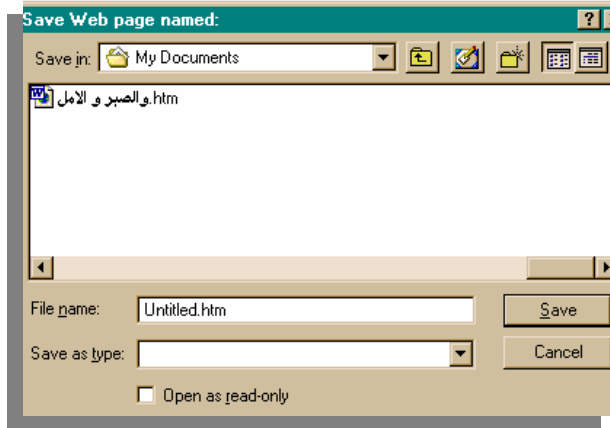 Save Web page named:
Save in: My Documents
والصبر و الامل.htm
File name: Untitled.htm Save
Save as type: Cancel
Open as read-only